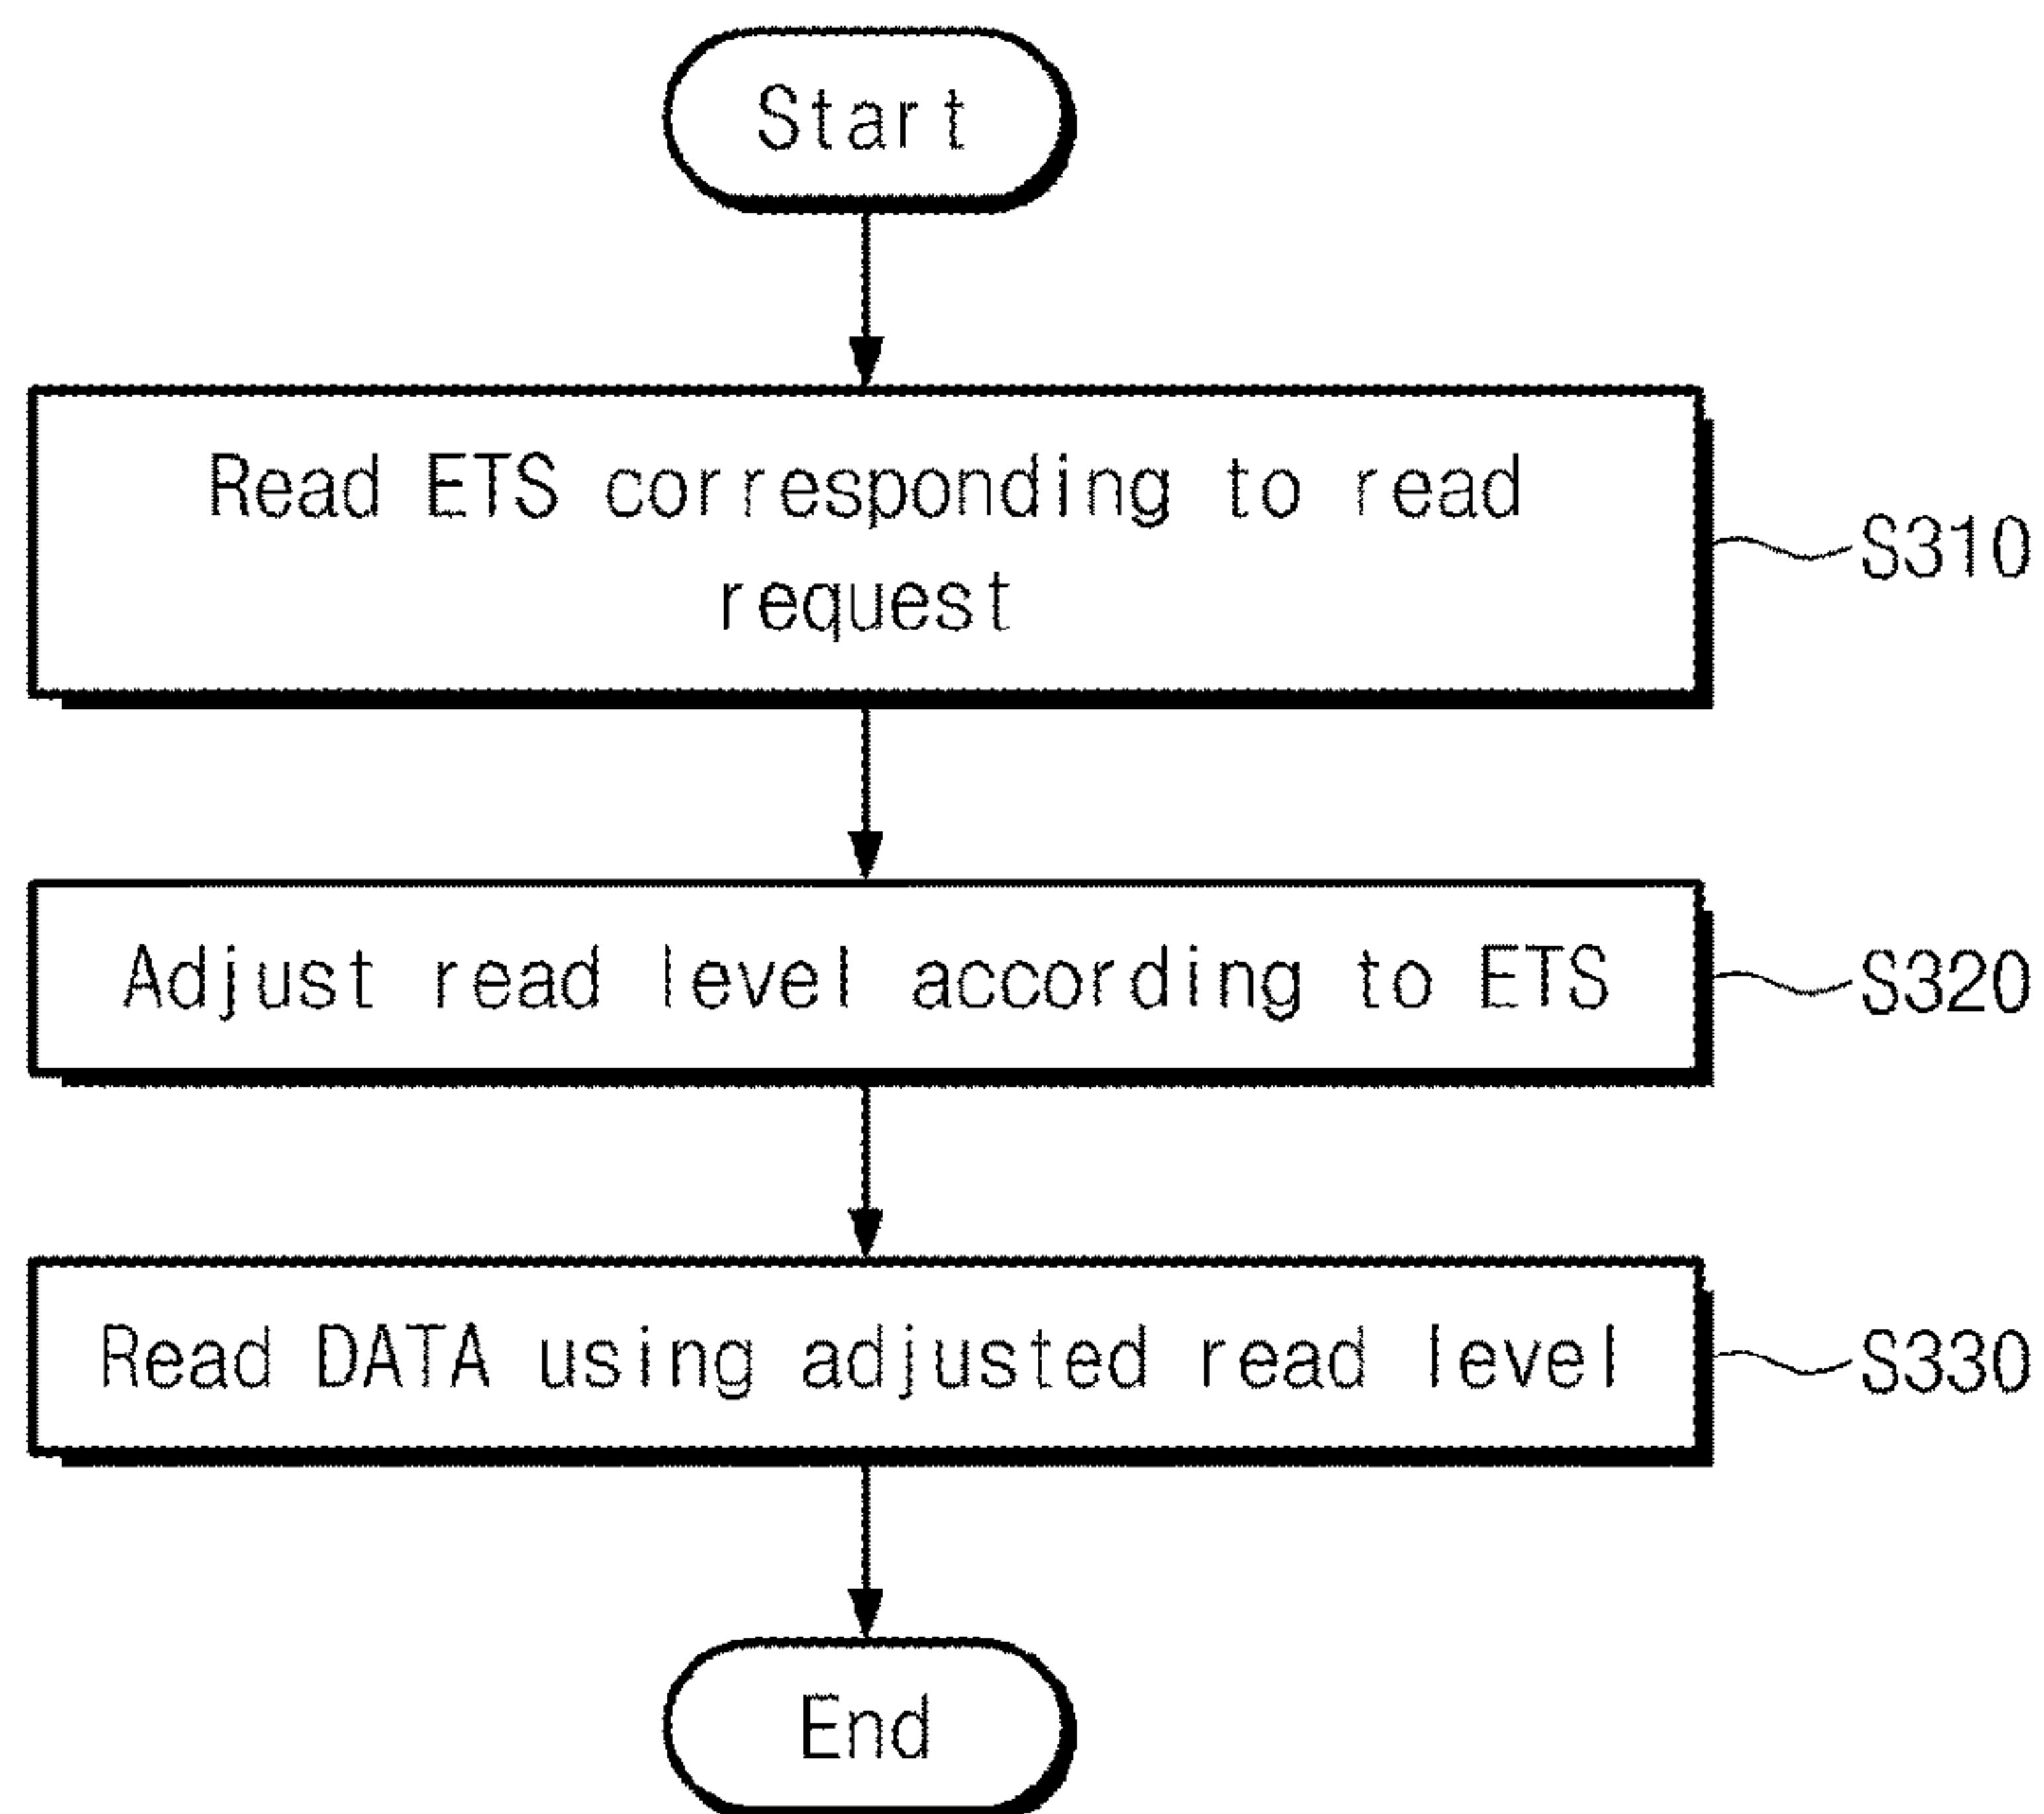 Start
Read ETS corresponding to read
request
S310
Adjust read level according to ETS
S320
Read DATA using adjusted read level
S330
End